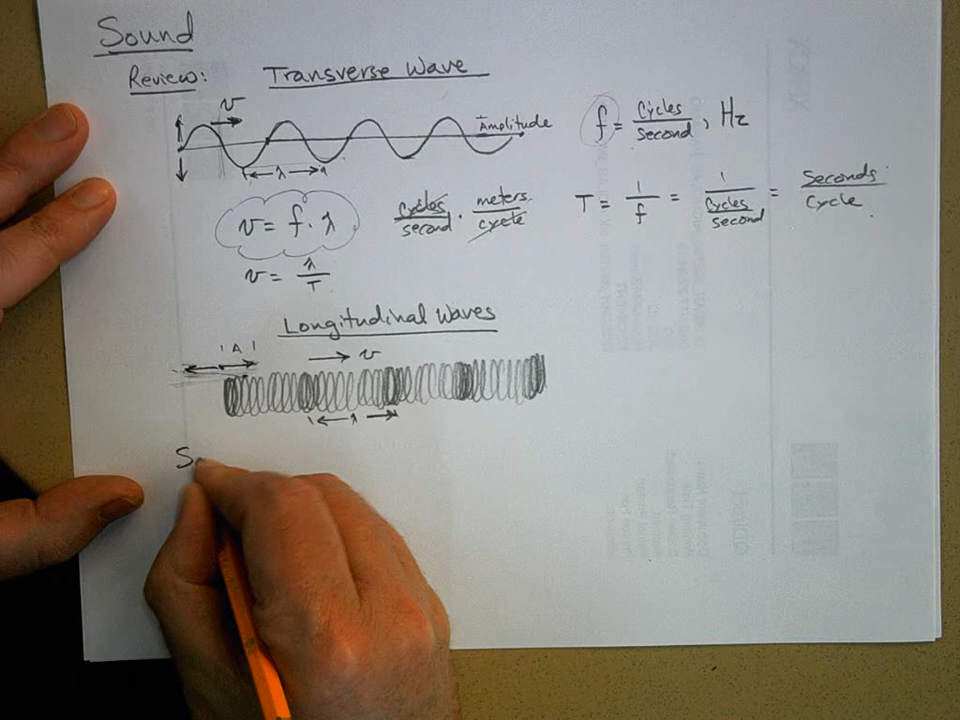 Sound
Review: Transverse Wave
v
Amplitude
λ
f = Cycles/second, Hz
v = f · λ
cycles/second · meters/cycle
T = 1/f = 1/(cycles/second) = Seconds/Cycle
v = λ/T
Longitudinal Waves
A
v
λ
S